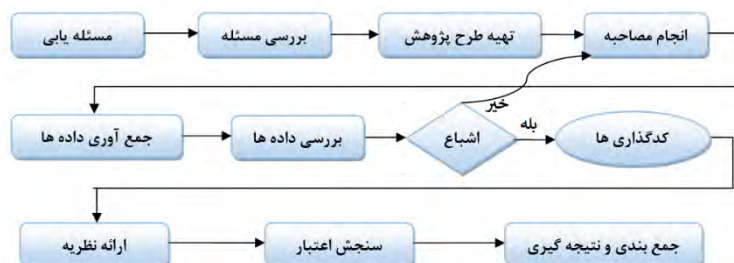 مسئله یابی
بررسی مسئله
تهیه طرح پژوهش
انجام مصاحبه
خیر
جمع آوری داده ها
بررسی داده ها
اشباع
بله
کدگذاری ها
ارائه نظریه
سنجش اعتبار
جمع بندی و نتیجه گیری